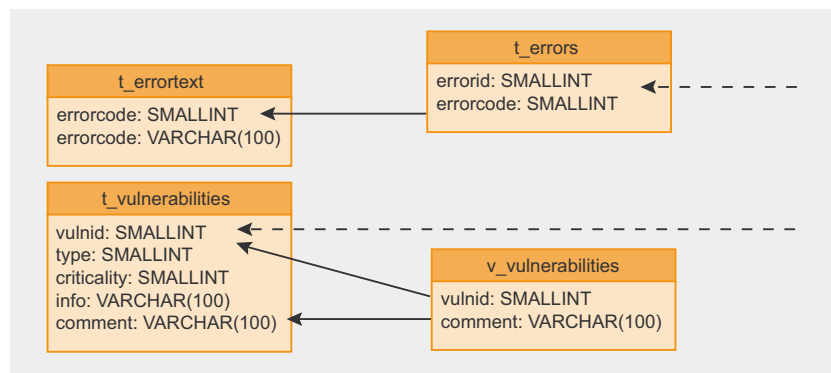 t_errortext
errorcode: SMALLINT
errorcode: VARCHAR(100)
t_errors
errorid: SMALLINT
errorcode: SMALLINT
t_vulnerabilities
vulnid: SMALLINT
type: SMALLINT
criticality: SMALLINT
info: VARCHAR(100)
comment: VARCHAR(100)
v_vulnerabilities
vulnid: SMALLINT
comment: VARCHAR(100)